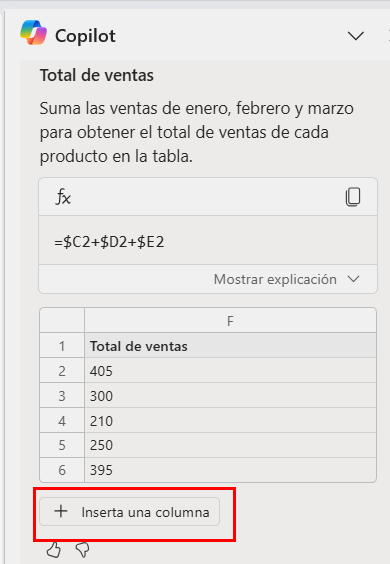 Copilot
Total de ventas
Suma las ventas de enero, febrero y marzo
para obtener el total de ventas de cada
producto en la tabla.
fx
=$C2+$D2+$E2
Mostrar explicación
F
1 Total de ventas
2 405
3 300
4 210
5 250
6 395
+ Inserta una columna